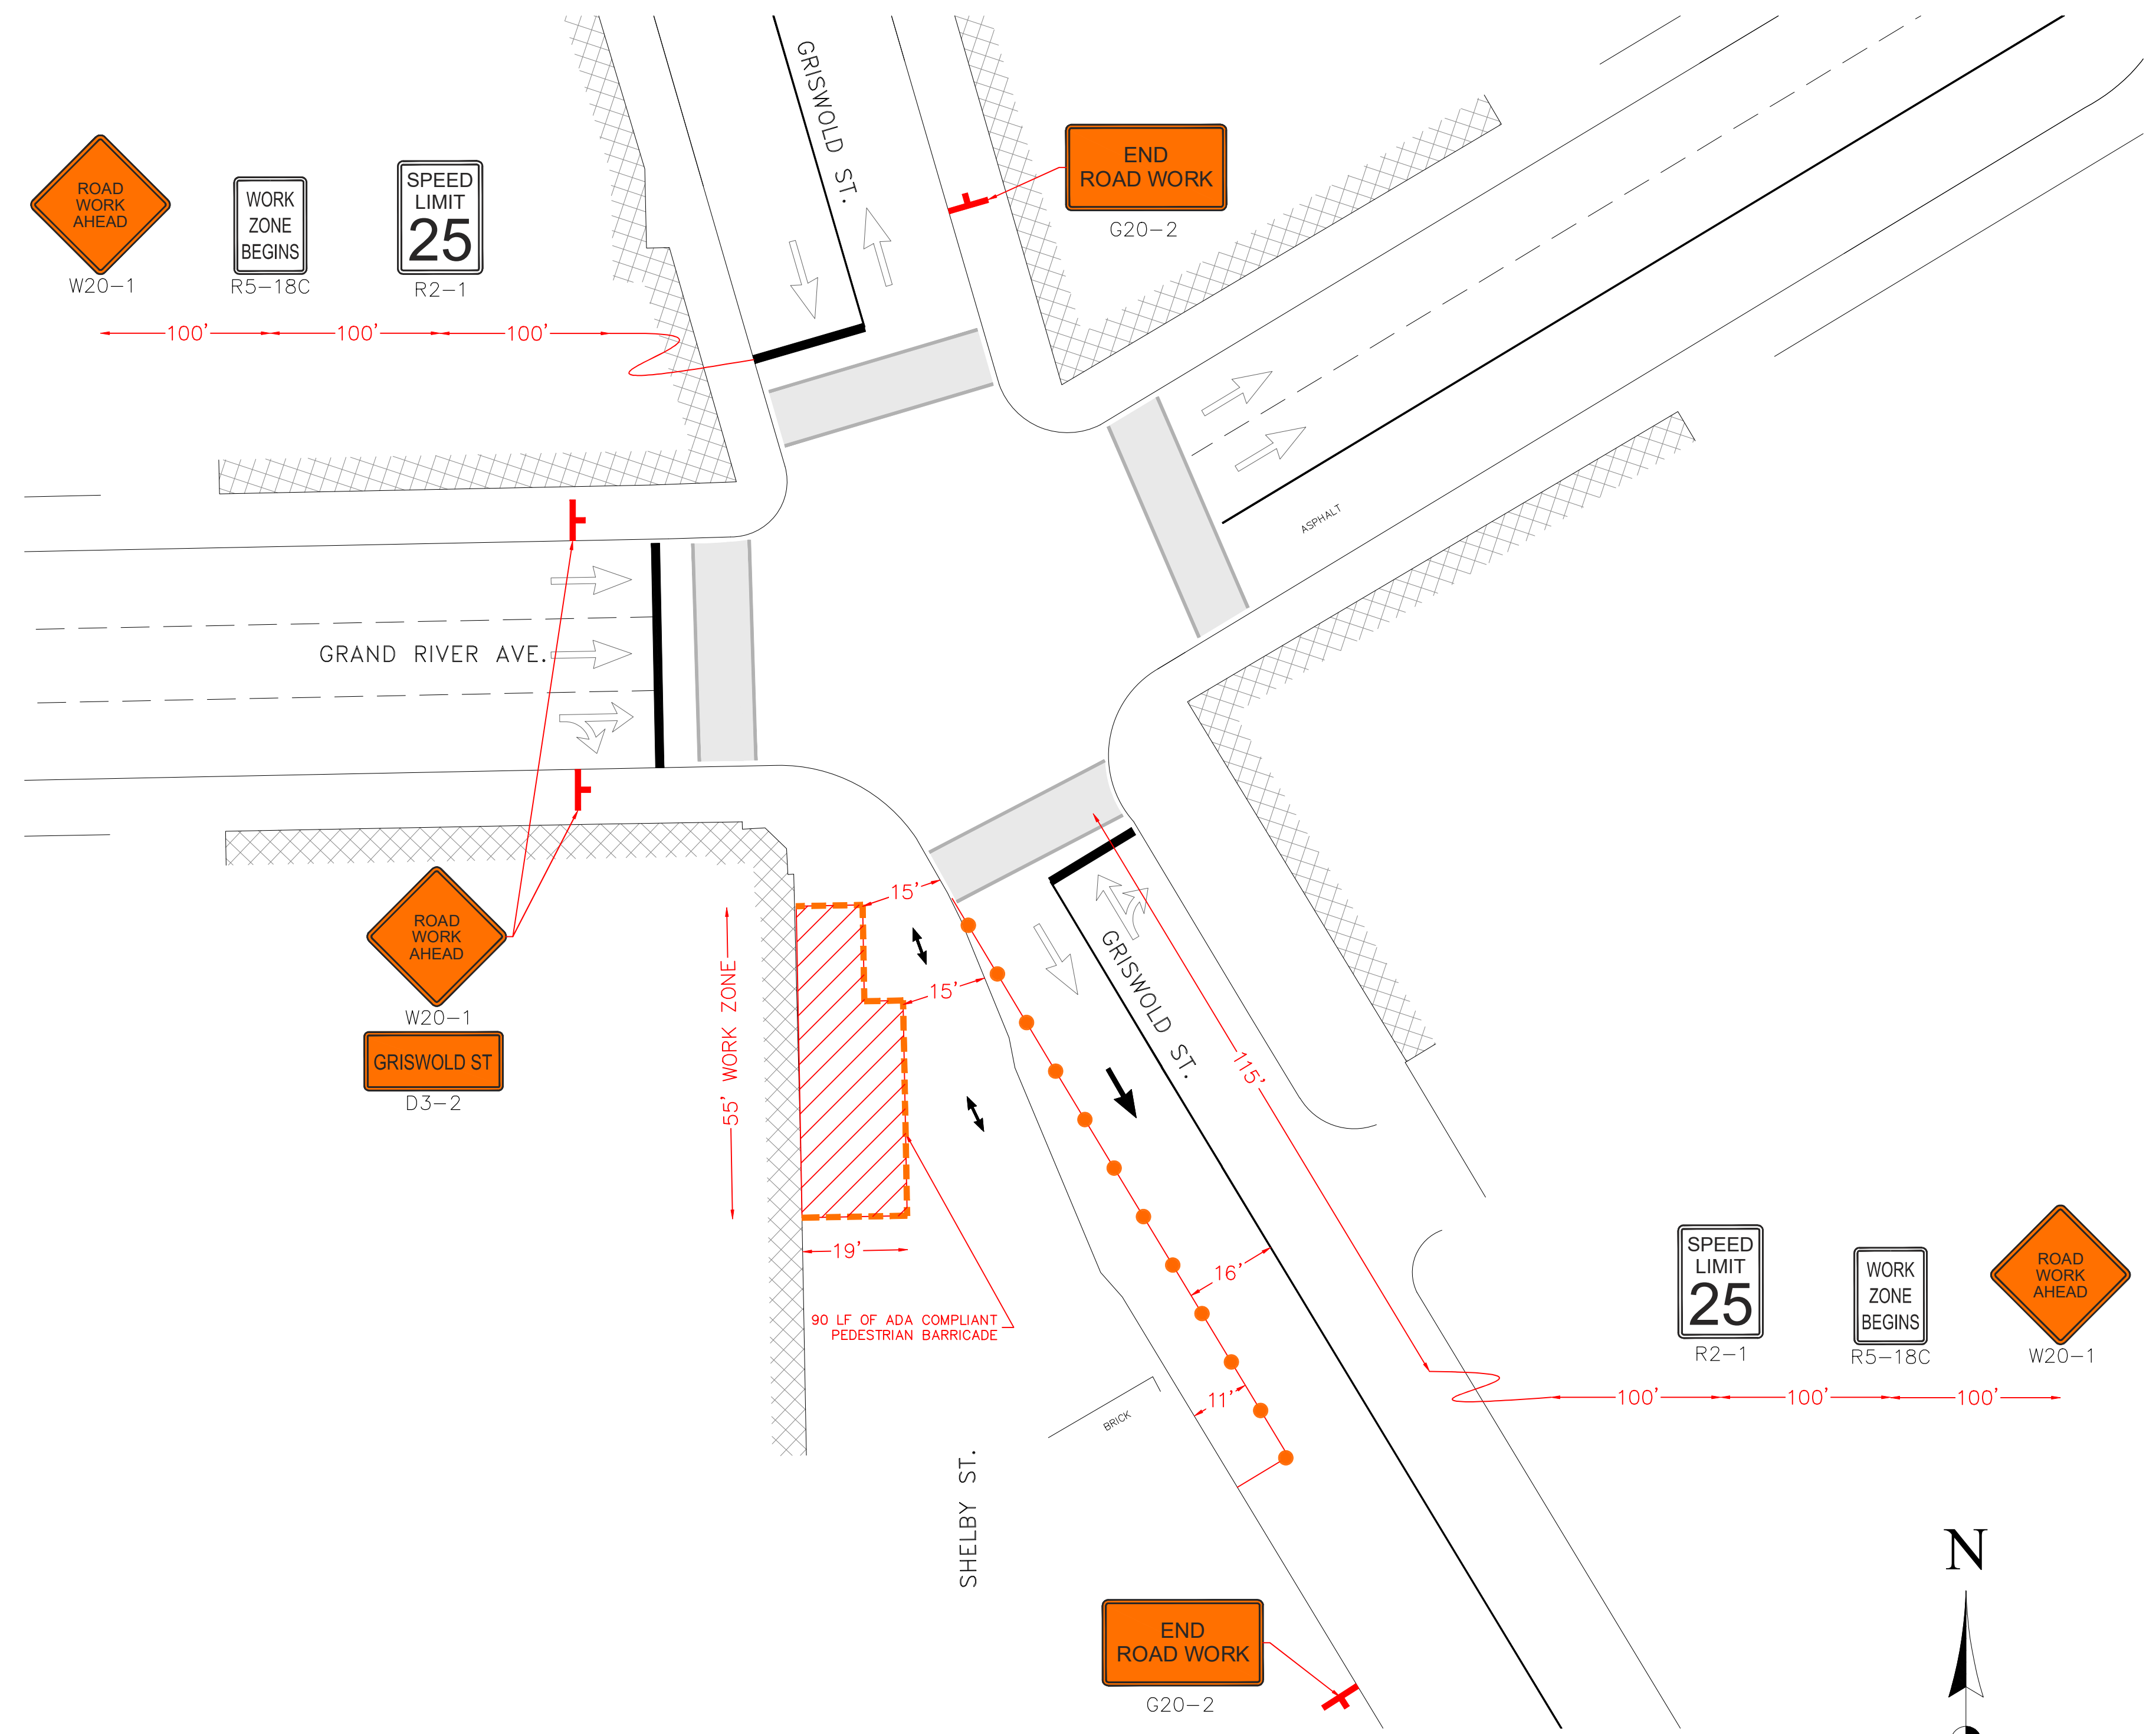 GRISWOLD ST.
END
ROAD WORK
G20-2
ROAD
WORK
AHEAD
W20-1
WORK
ZONE
BEGINS
R5-18C
SPEED
LIMIT
25
R2-1
100'
100'
100'
ASPHALT
GRAND RIVER AVE.
ROAD
WORK
AHEAD
W20-1
GRISWOLD ST
D3-2
15'
15'
55' WORK ZONE
GRISWOLD ST.
115'
19'
16'
90 LF OF ADA COMPLIANT
PEDESTRIAN BARRICADE
11'
BRICK
SHELBY ST.
SPEED
LIMIT
25
R2-1
WORK
ZONE
BEGINS
R5-18C
ROAD
WORK
AHEAD
W20-1
100'
100'
100'
END
ROAD WORK
G20-2
N